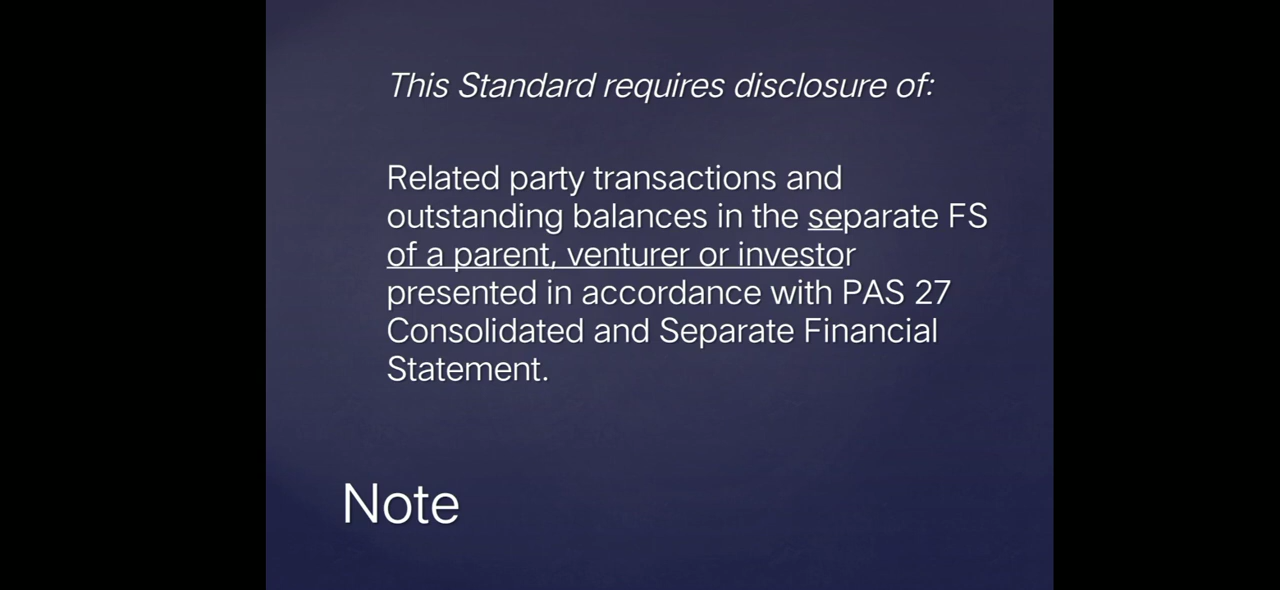 This Standard requires disclosure of:
Related party transactions and
outstanding balances in the separate FS
of a parent, venturer or investor
presented in accordance with PAS 27
Consolidated and Separate Financial
Statement.
Note